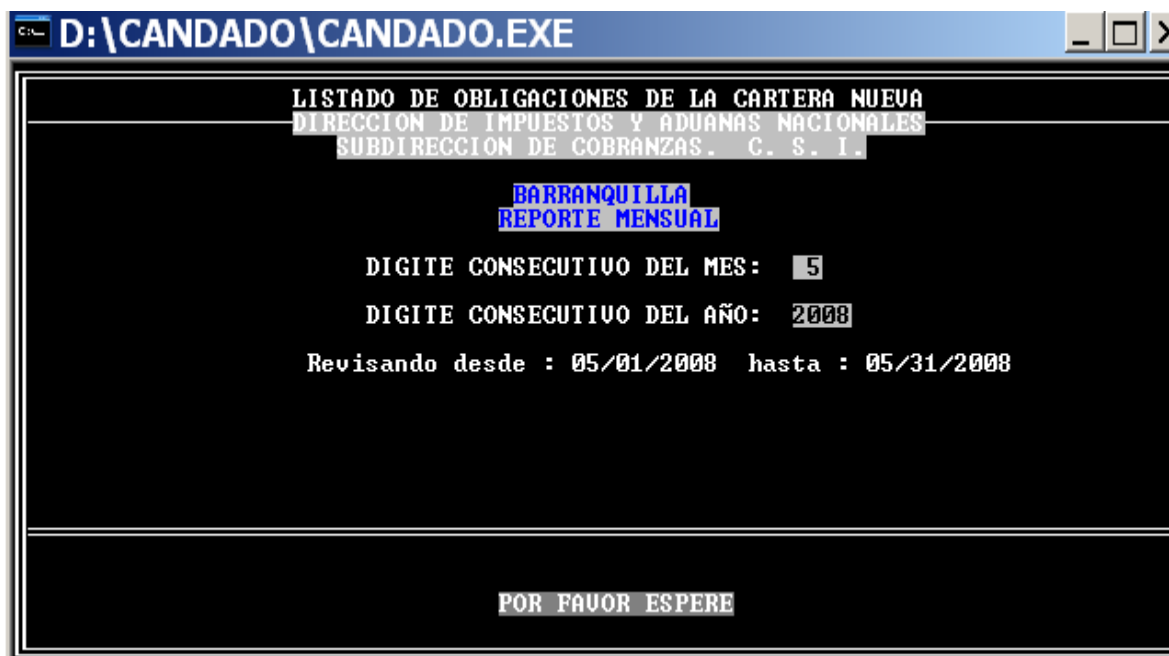 D:\CANDADO\CANDADO.EXE
LISTADO DE OBLIGACIONES DE LA CARTERA NUEVA
DIRECCION DE IMPUESTOS Y ADUANAS NACIONALES
SUBDIRECCION DE COBRANZAS. C. S. I.
BARRANQUILLA
REPORTE MENSUAL
DIGITE CONSECUTIVO DEL MES: 5
DIGITE CONSECUTIVO DEL AÑO: 2008
Revisando desde : 05/01/2008 hasta : 05/31/2008
POR FAVOR ESPERE